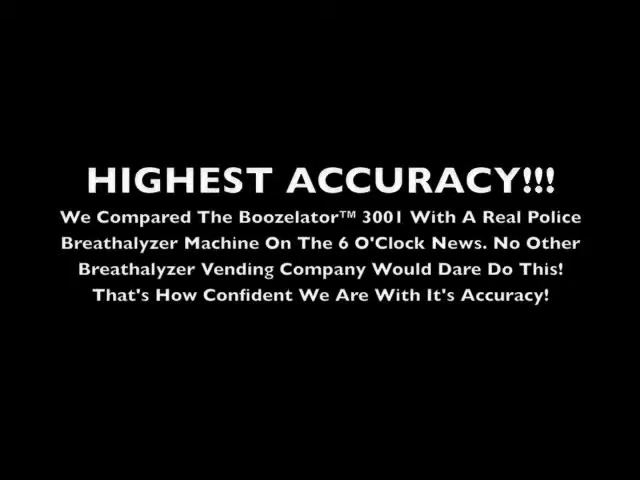 HIGHEST ACCURACY!!!
We Compared The Boozelator™ 3001 With A Real Police
Breathalyzer Machine On The 6 O'Clock News. No Other
Breathalyzer Vending Company Would Dare Do This!
That's How Confident We Are With It's Accuracy!